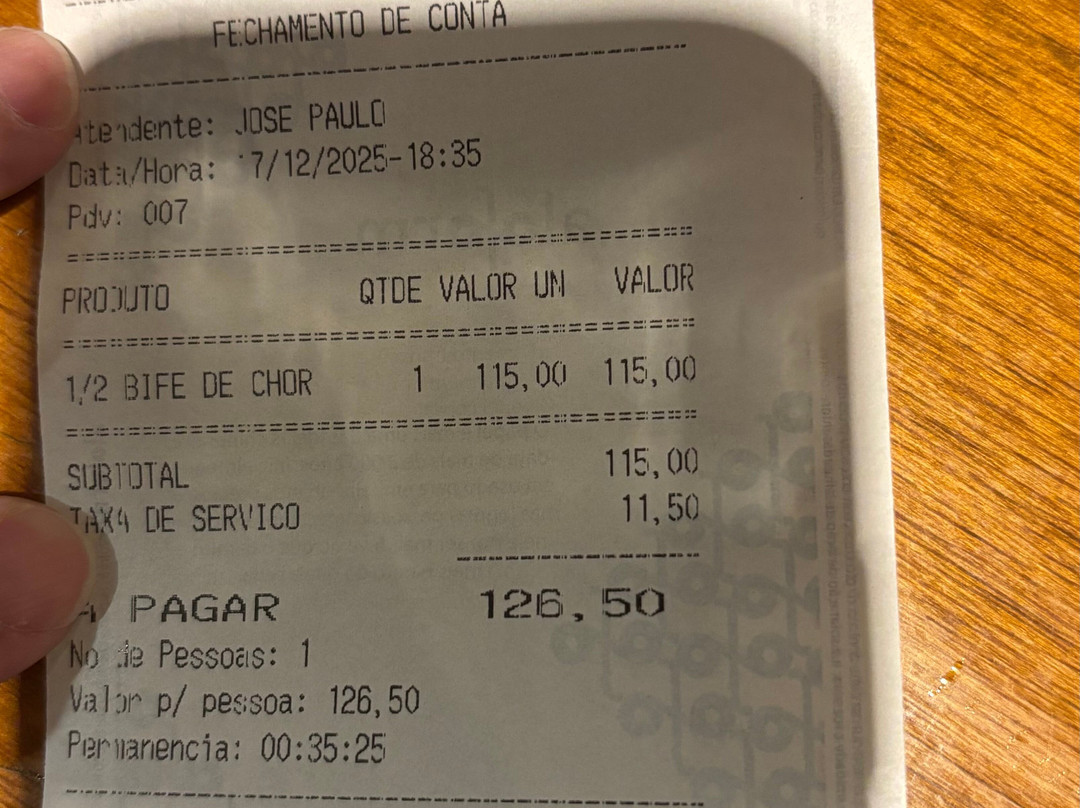 FECHAMENTO DE CONTA
Atendente: JOSE PAULO
Data/Hora: 17/12/2025-18:35
Pdv: 007
PRODUTO QTDE VALOR UN VALOR
1/2 BIFE DE CHOR 1 115,00 115,00
SUBTOTAL 115,00
TAXA DE SERVICO 11,50
A PAGAR 126,50
No de Pessoas: 1
Valor p/ pessoa: 126,50
Permanencia: 00:35:25